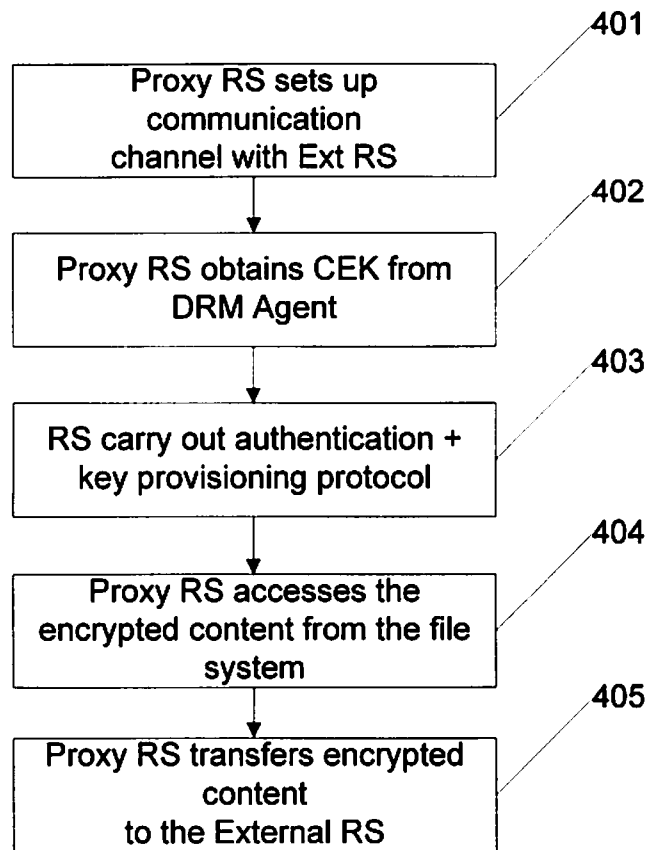 401
Proxy RS sets up
communication
channel with Ext RS
402
Proxy RS obtains CEK from
DRM Agent
403
RS carry out authentication +
key provisioning protocol
404
Proxy RS accesses the
encrypted content from the file
system
405
Proxy RS transfers encrypted
content
to the External RS